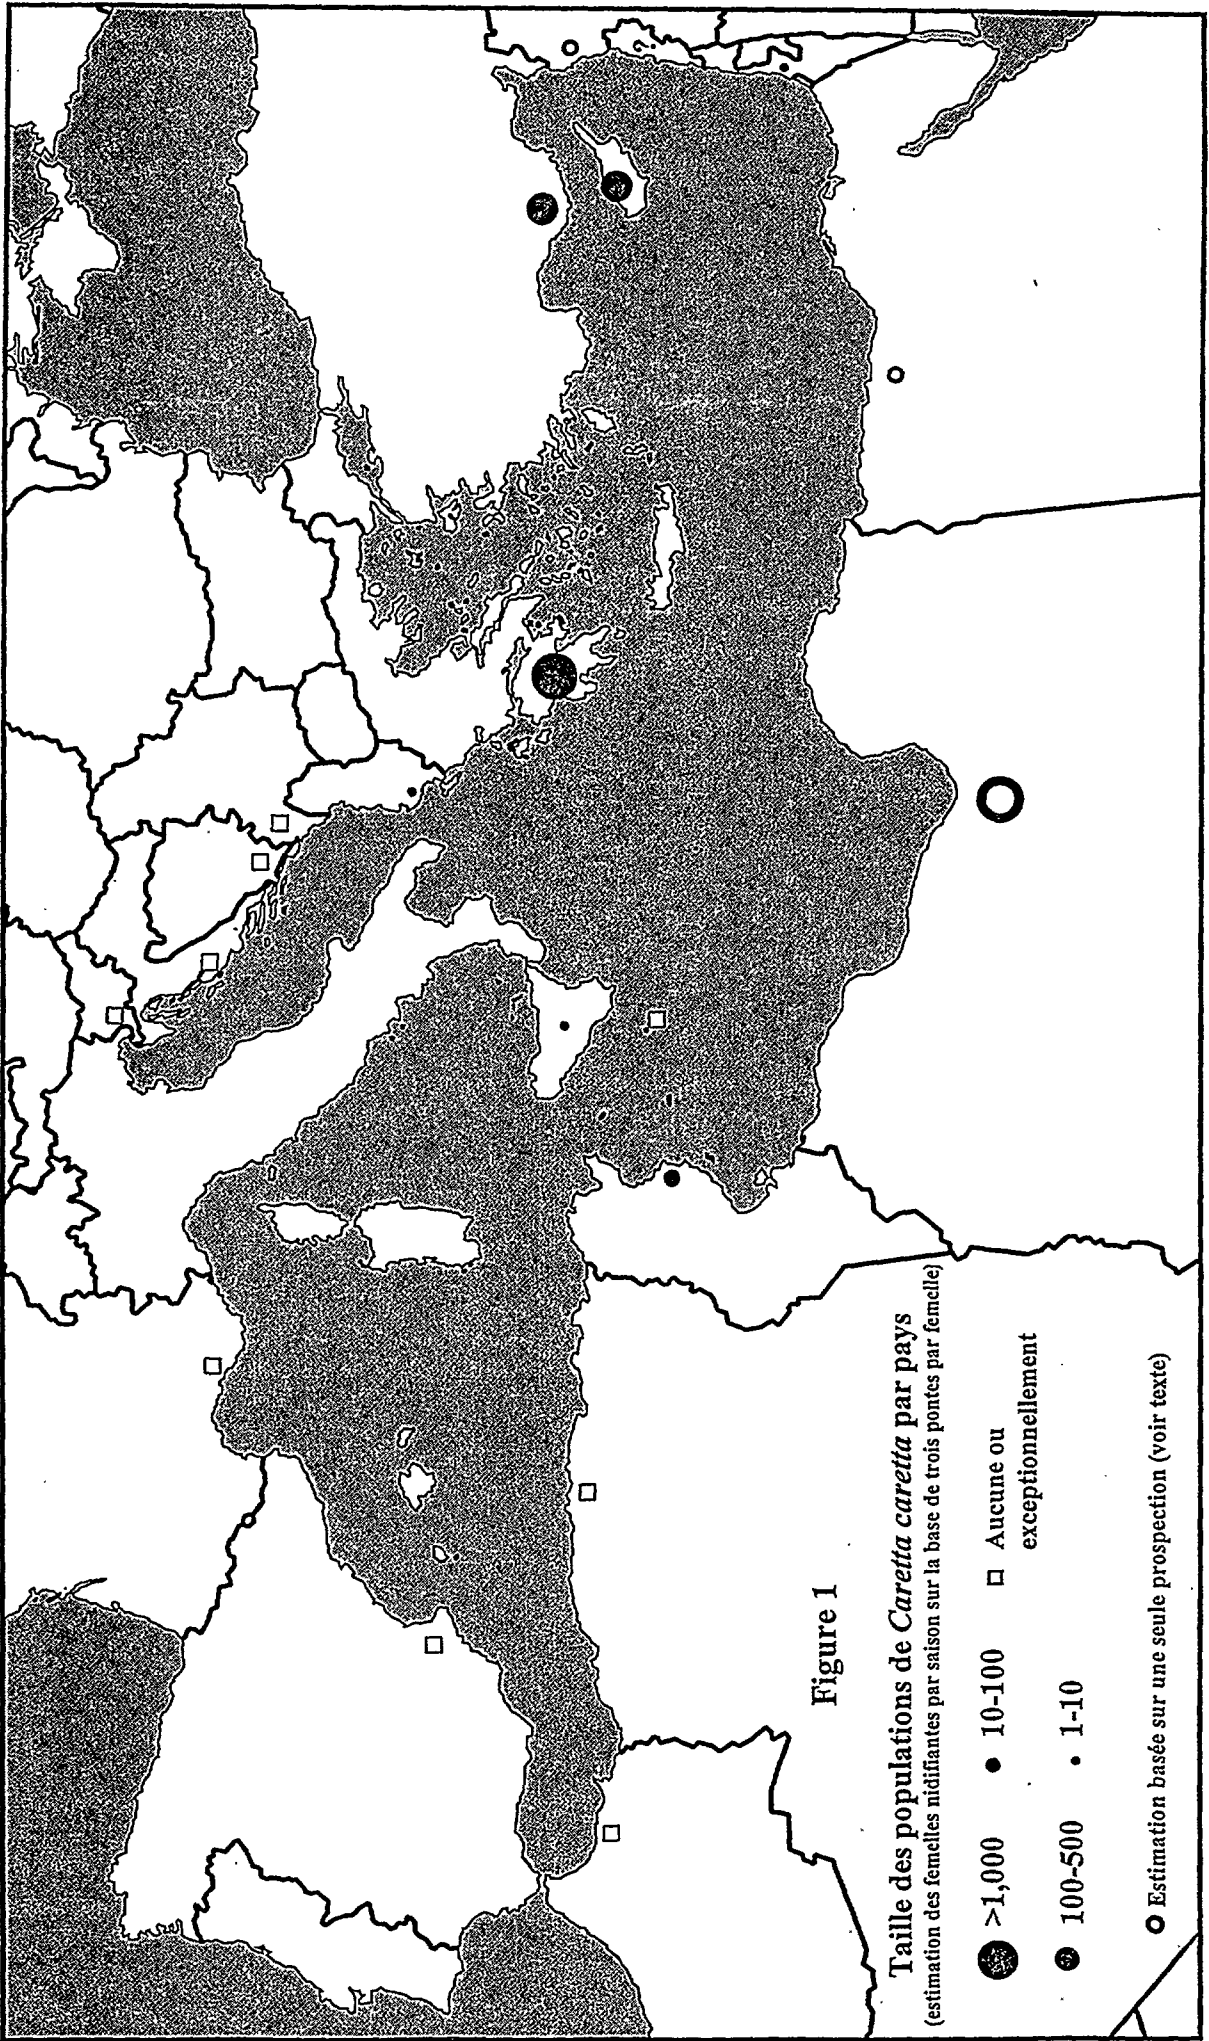 Figure 1
Taille des populations de Caretta caretta par pays
(estimation des femelles nidifiantes par saison sur la base de trois pontes par femelle)
>1,000
10-100
Aucune ou
exceptionnellement
100-500
1-10
Estimation basée sur une seule prospection (voir texte)